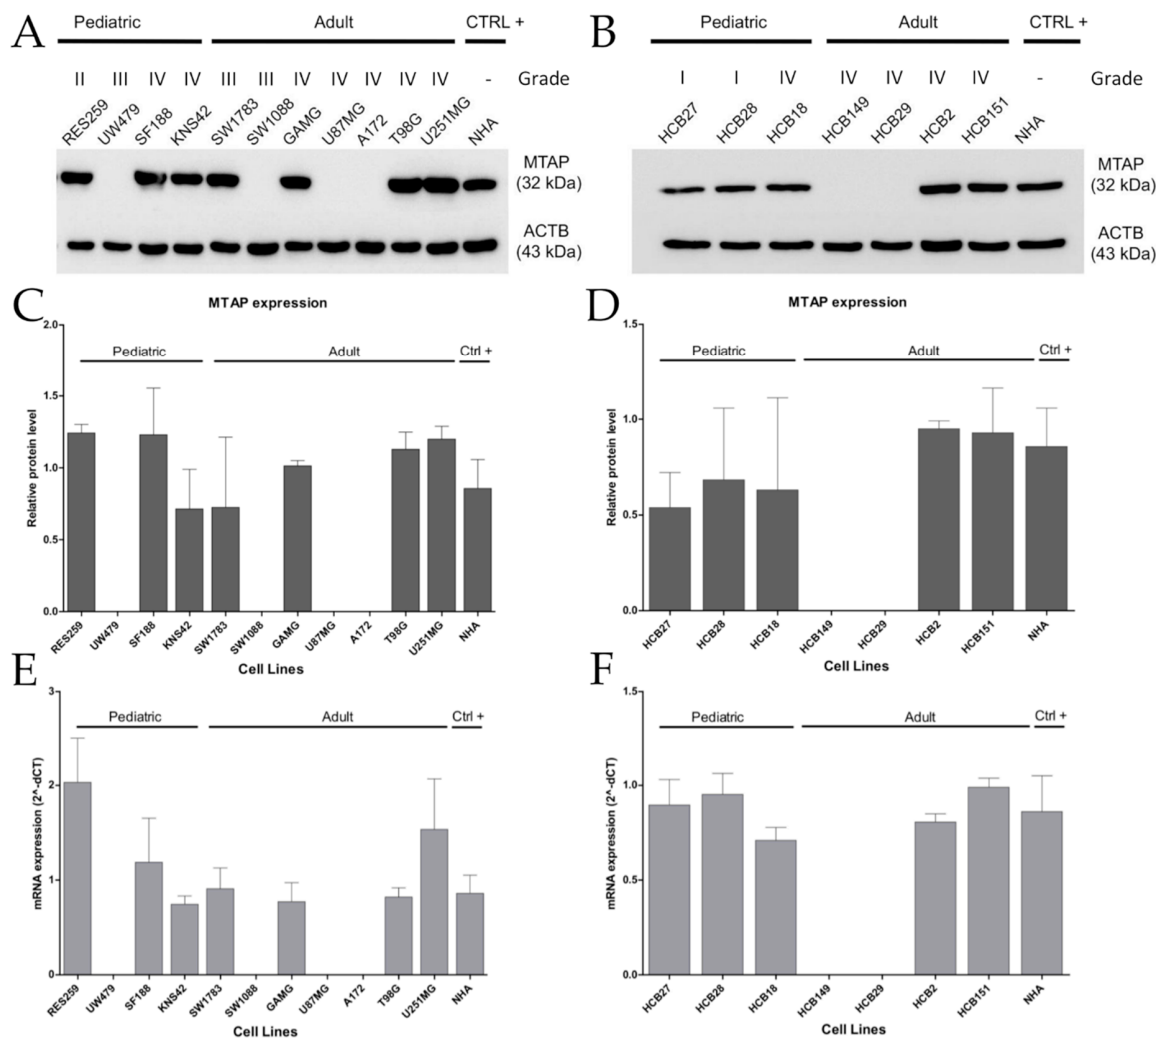 A
Pediatric Adult CTRL +
II III IV IV III III IV IV IV IV IV - Grade
RES259 UW479 SF188 KNS42 SW1783 SW1088 GAMG U87MG A172 T98G U251MG NHA
MTAP
(32 kDa)
ACTB
(43 kDa)
B
Pediatric Adult CTRL +
I I IV IV IV IV IV - Grade
HCB27 HCB28 HCB18 HCB149 HCB29 HCB2 HCB151 NHA
MTAP
(32 kDa)
ACTB
(43 kDa)
C
MTAP expression
Pediatric Adult Ctrl +
Relative protein level
2.0
1.5
1.0
0.5
0.0
RES259 UW479 SF188 KNS42 SW1783 SW1088 GAMG U87MG A172 T98G U251MG NHA
Cell Lines
D
MTAP expression
Pediatric Adult Ctrl +
Relative protein level
1.5
1.0
0.5
0.0
HCB27 HCB28 HCB18 HCB149 HCB29 HCB2 HCB151 NHA
Cell Lines
E
Pediatric Adult Ctrl +
mRNA expression (2^-dCT)
3
2
1
0
RES259 UW479 SF188 KNS42 SW1783 SW1088 GAMG U87MG A172 T98G U251MG NHA
Cell Lines
F
Pediatric Adult Ctrl +
mRNA expression (2^-dCT)
1.5
1.0
0.5
0.0
HCB27 HCB28 HCB18 HCB149 HCB29 HCB2 HCB151 NHA
Cell Lines